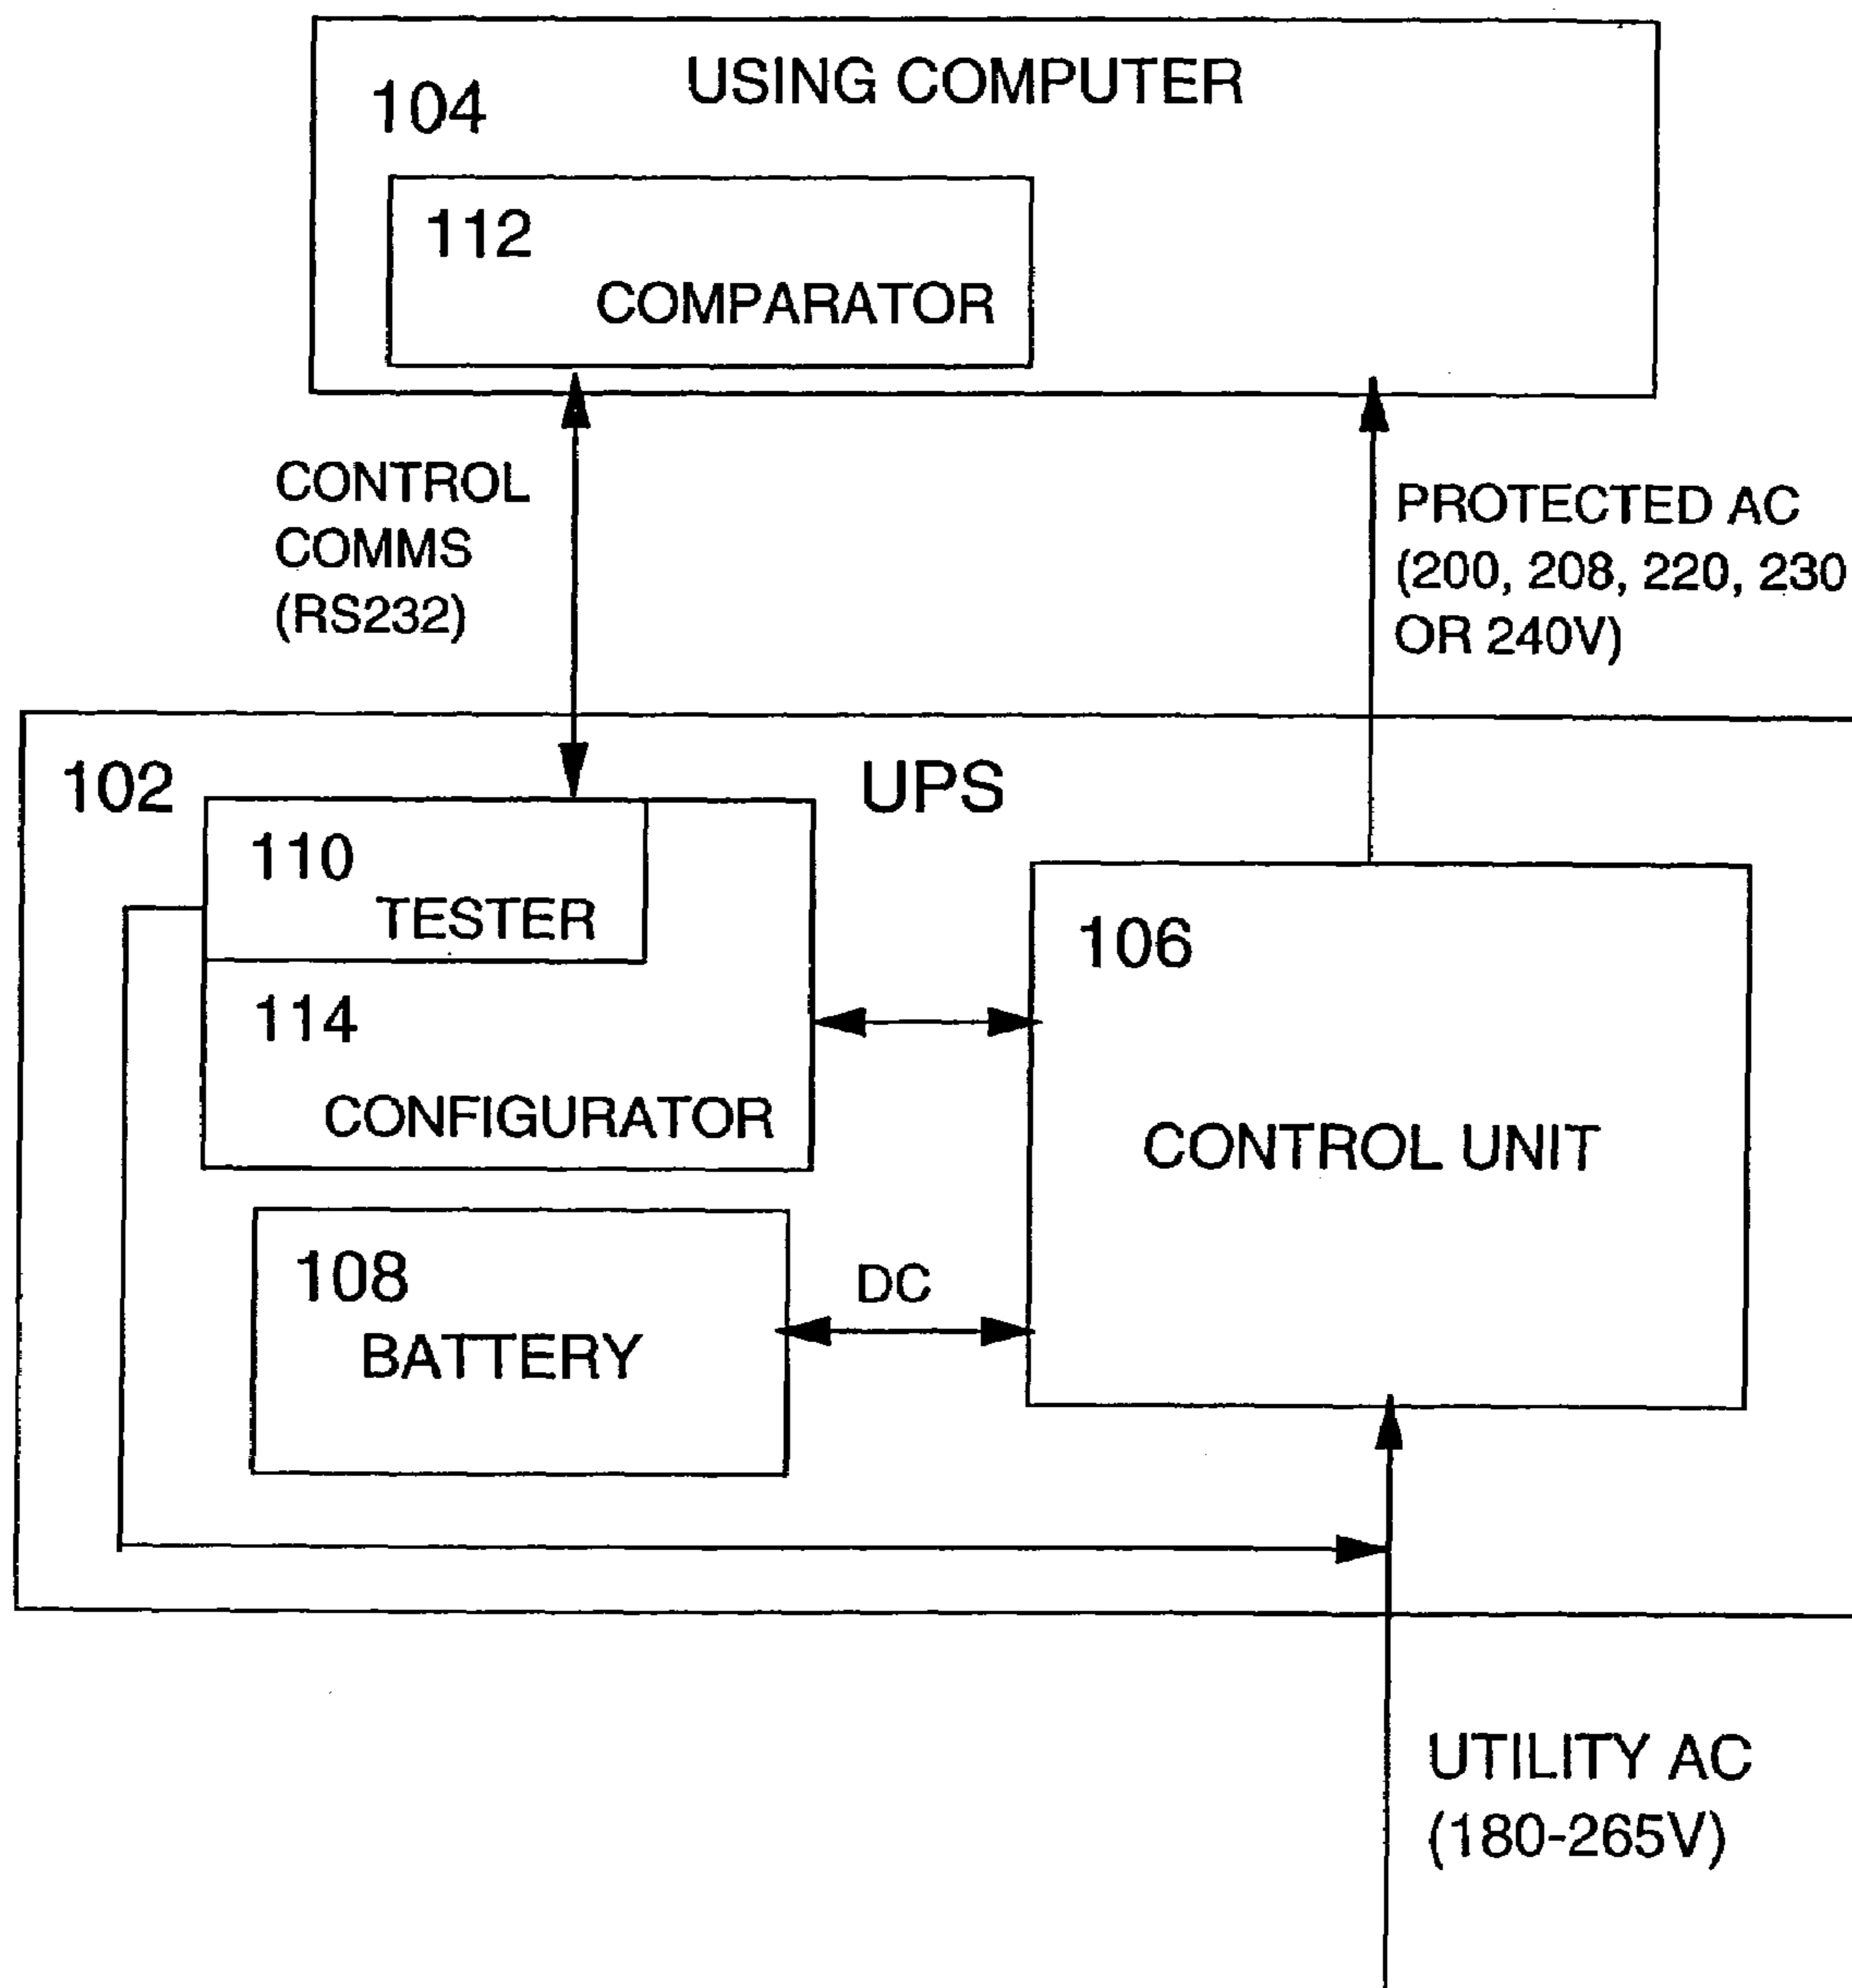 USING COMPUTER
104
112
COMPARATOR
CONTROL
COMMS
(RS232)
PROTECTED AC
(200, 208, 220, 230
OR 240V)
102
UPS
110
TESTER
106
114
CONFIGURATOR
CONTROL UNIT
108
BATTERY
DC
UTILITY AC
(180-265V)